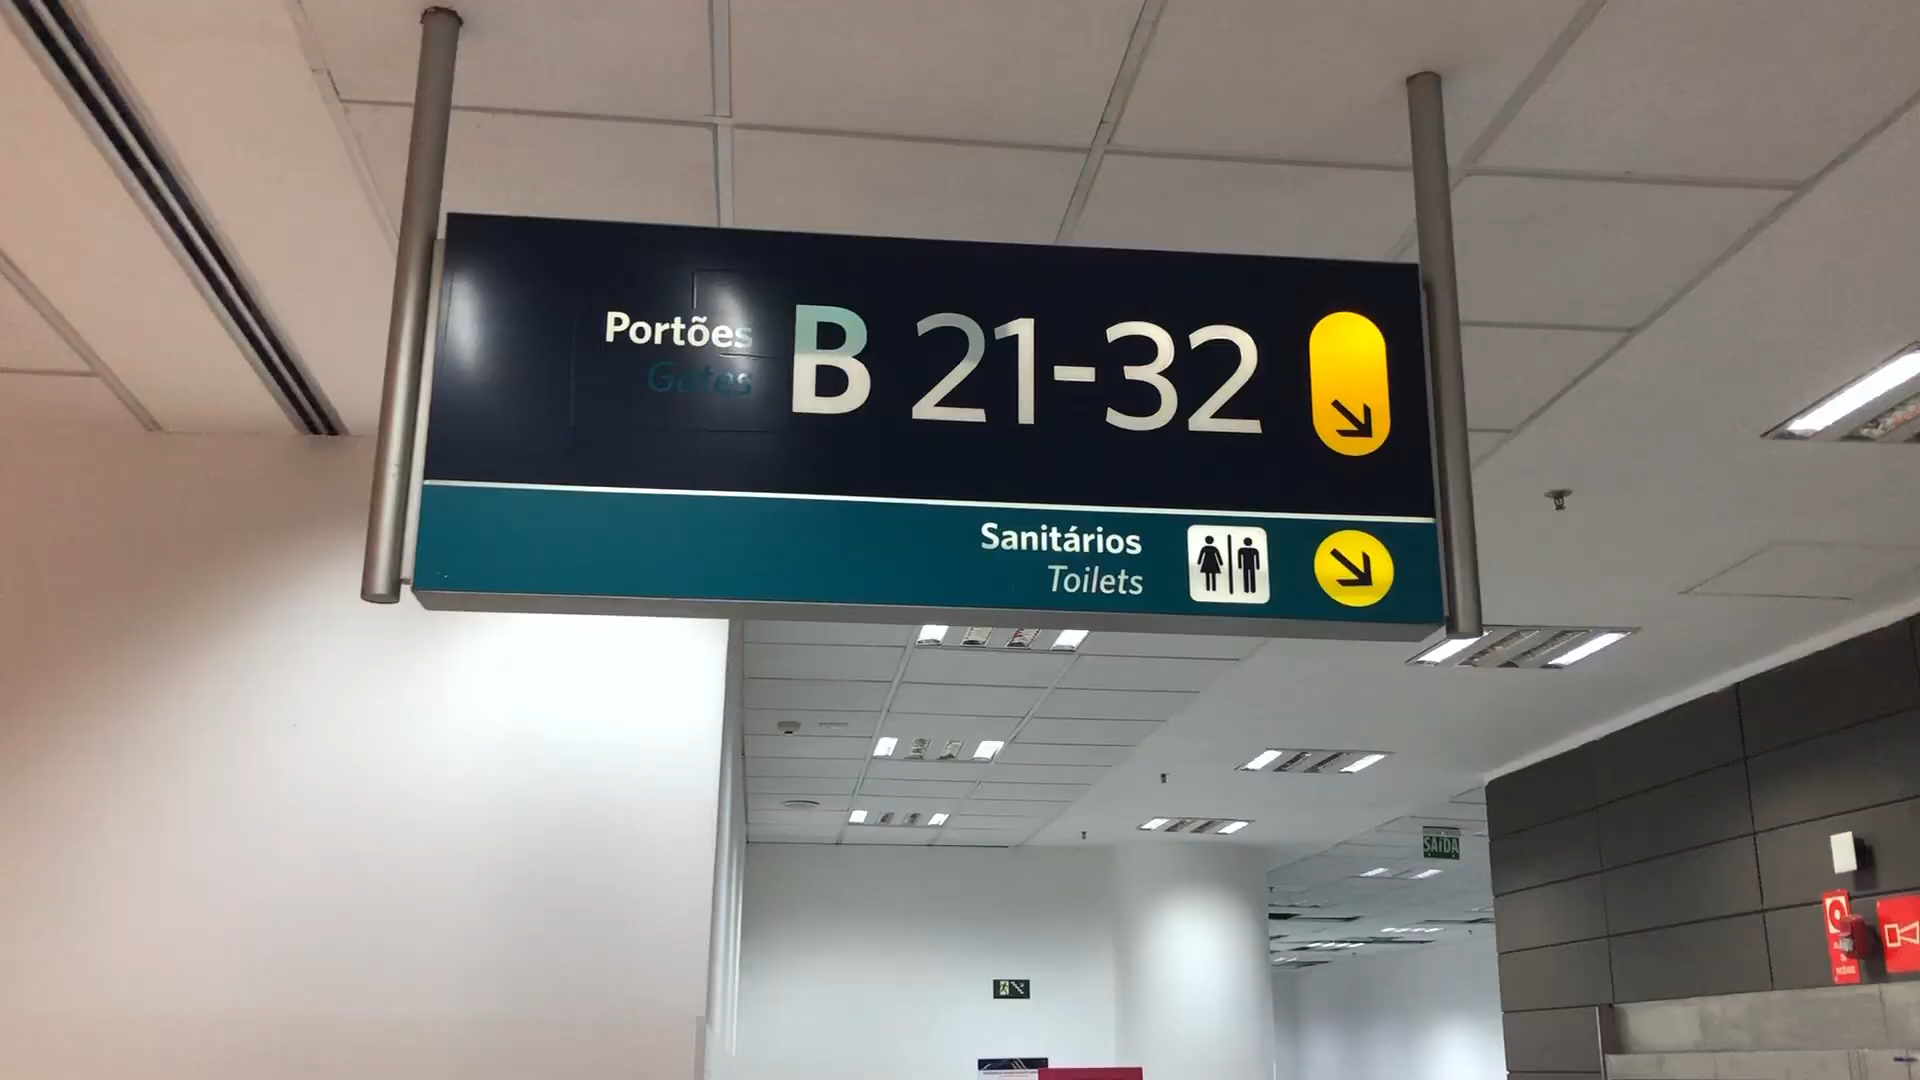 Portões
Gates
B 21-32
Sanitários
Toilets
SAÍDA